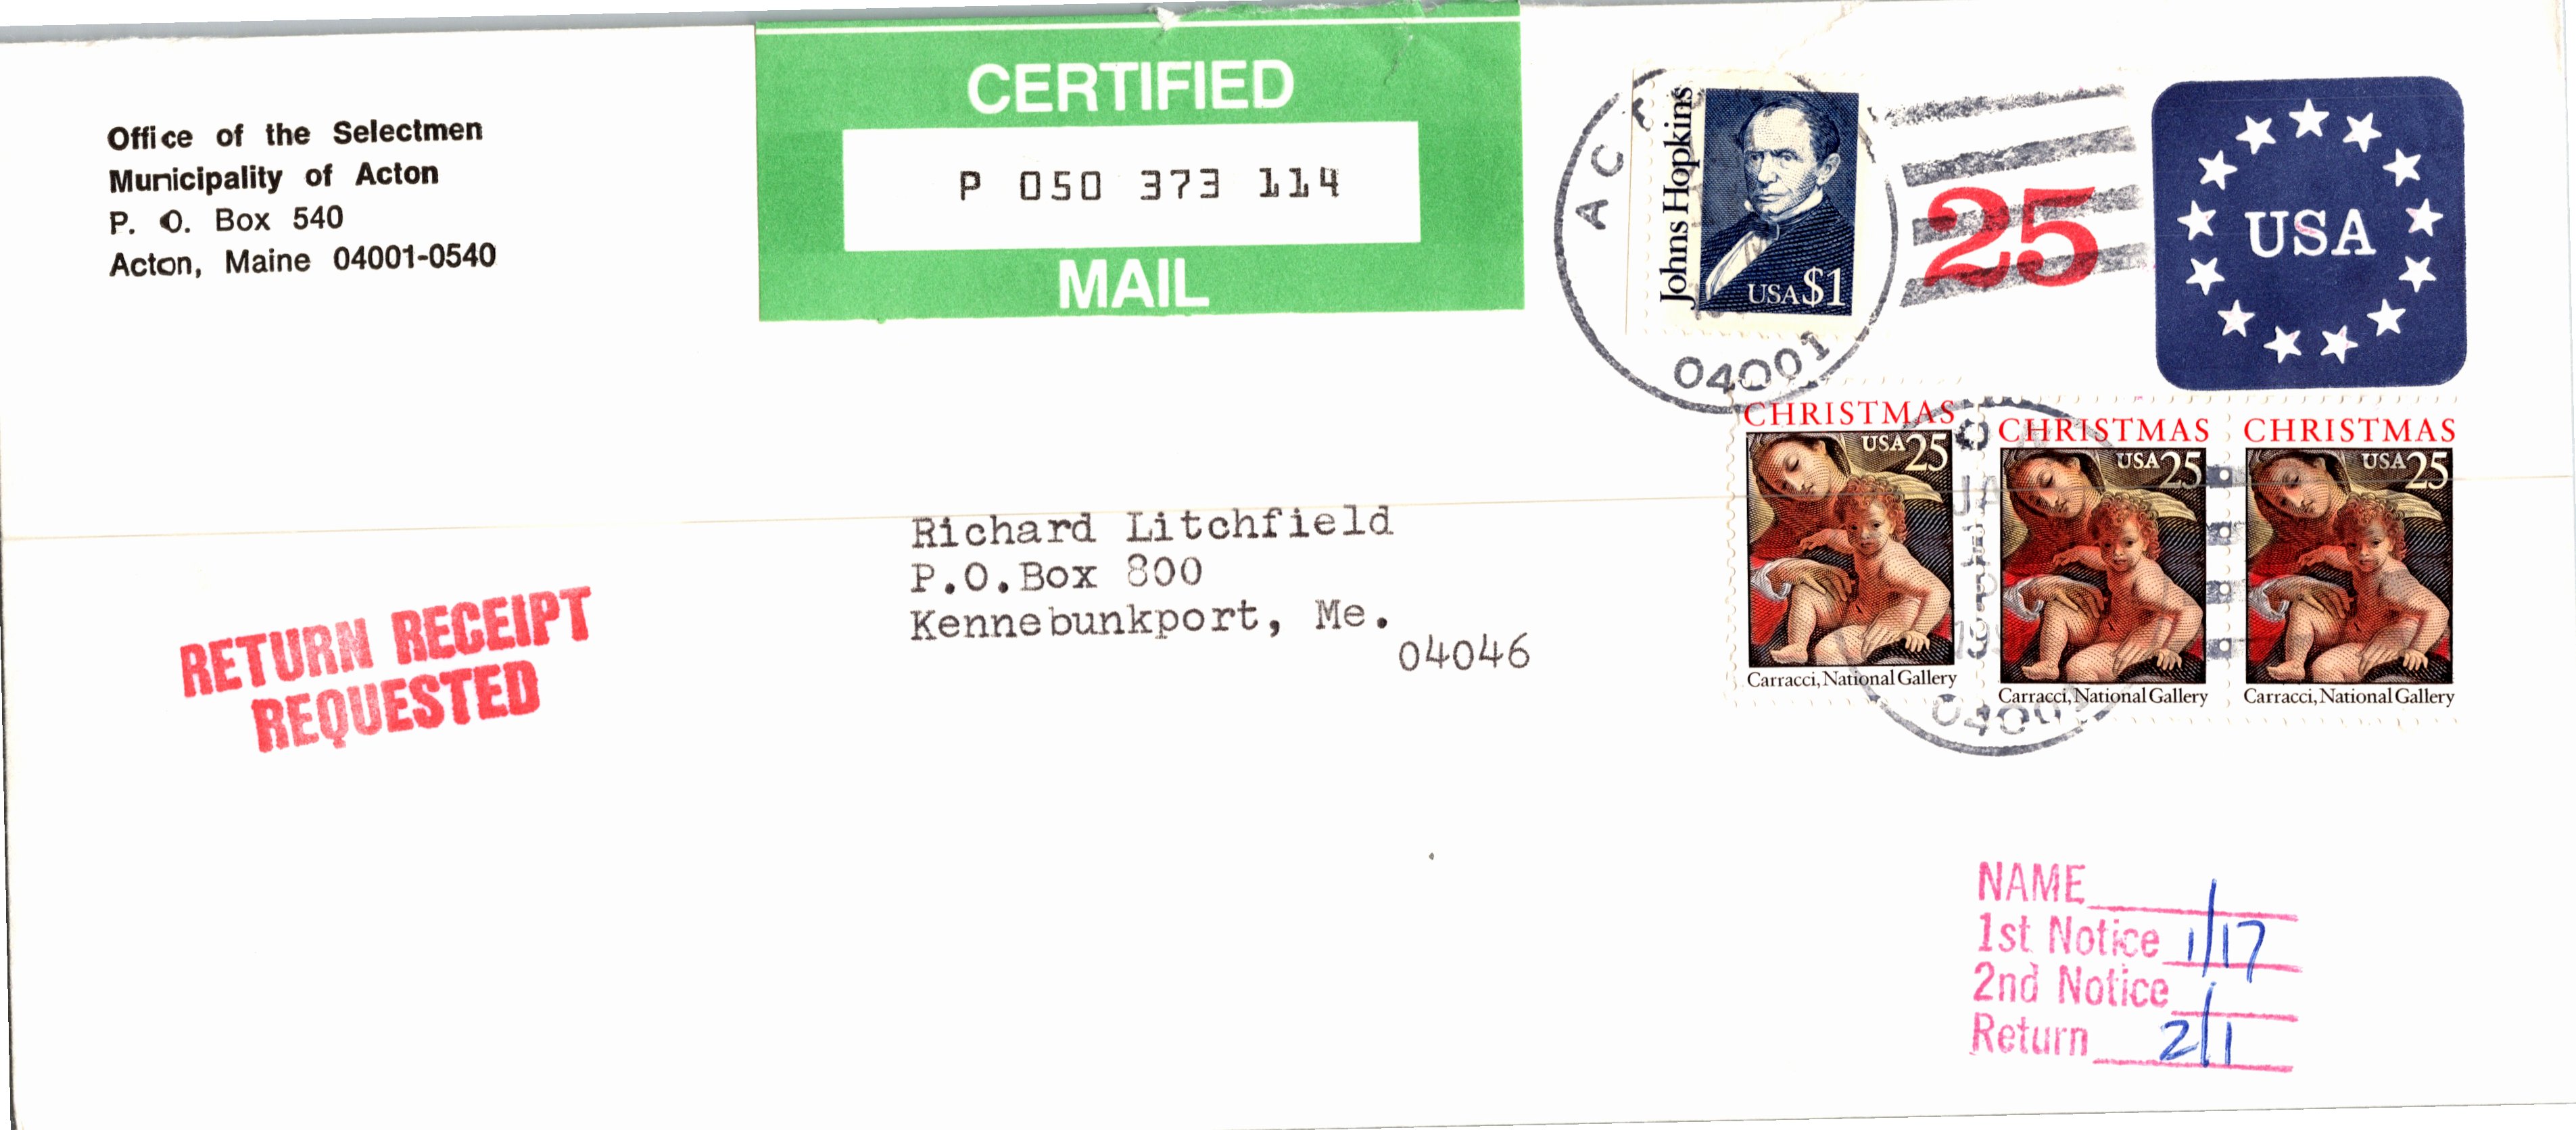 Office of the Selectmen
Municipality of Acton
P. O. Box 540
Acton, Maine 04001-0540
CERTIFIED
P 050 373 114
MAIL
AC
04001
Johns Hopkins
USA $1
25
USA
CHRISTMAS
USA 25
Carracci, National Gallery
CHRISTMAS
USA 25
Carracci, National Gallery
CHRISTMAS
USA 25
Carracci, National Gallery
Richard Litchfield
P.O.Box 800
Kennebunkport, Me.
04046
RETURN RECEIPT
REQUESTED
NAME
1st Notice 1/17
2nd Notice
Return 2/1